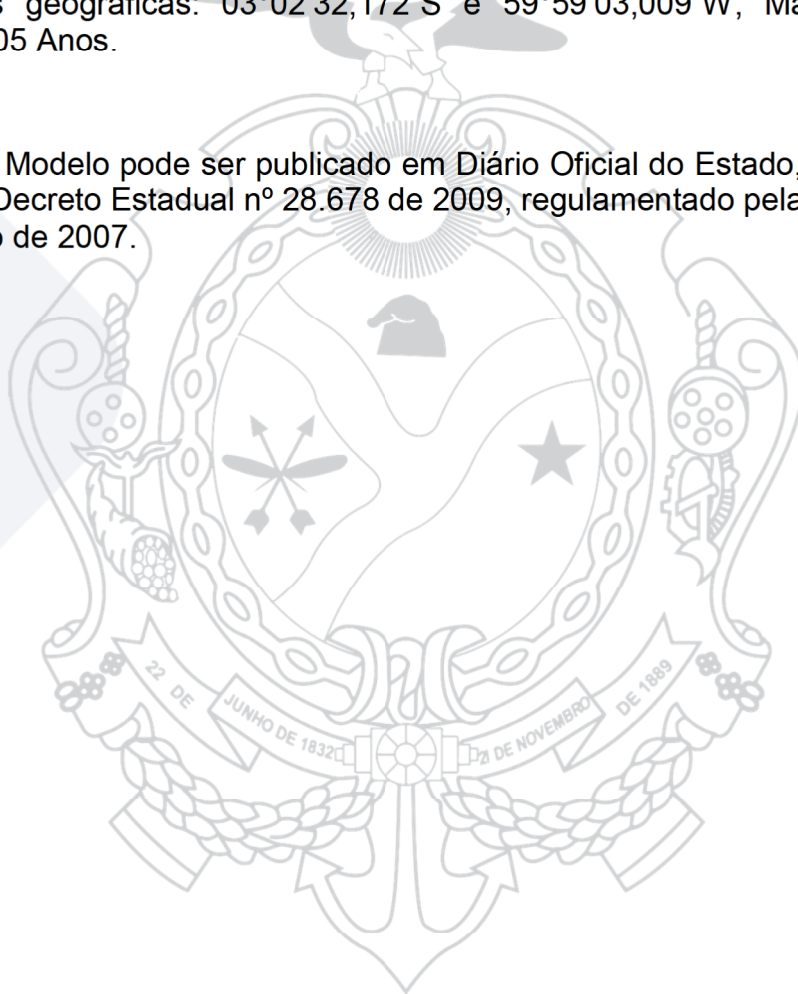 geográficas: 03°02'32,172"S e 59°59'03,009"W,
05 Anos.
Modelo pode ser publicado em Diário Oficial do Estado,
Decreto Estadual nº 28.678 de 2009, regulamentado pela
de 2007.
22 DE JUNHO DE 1832
21 DE NOVEMBRO DE 1889